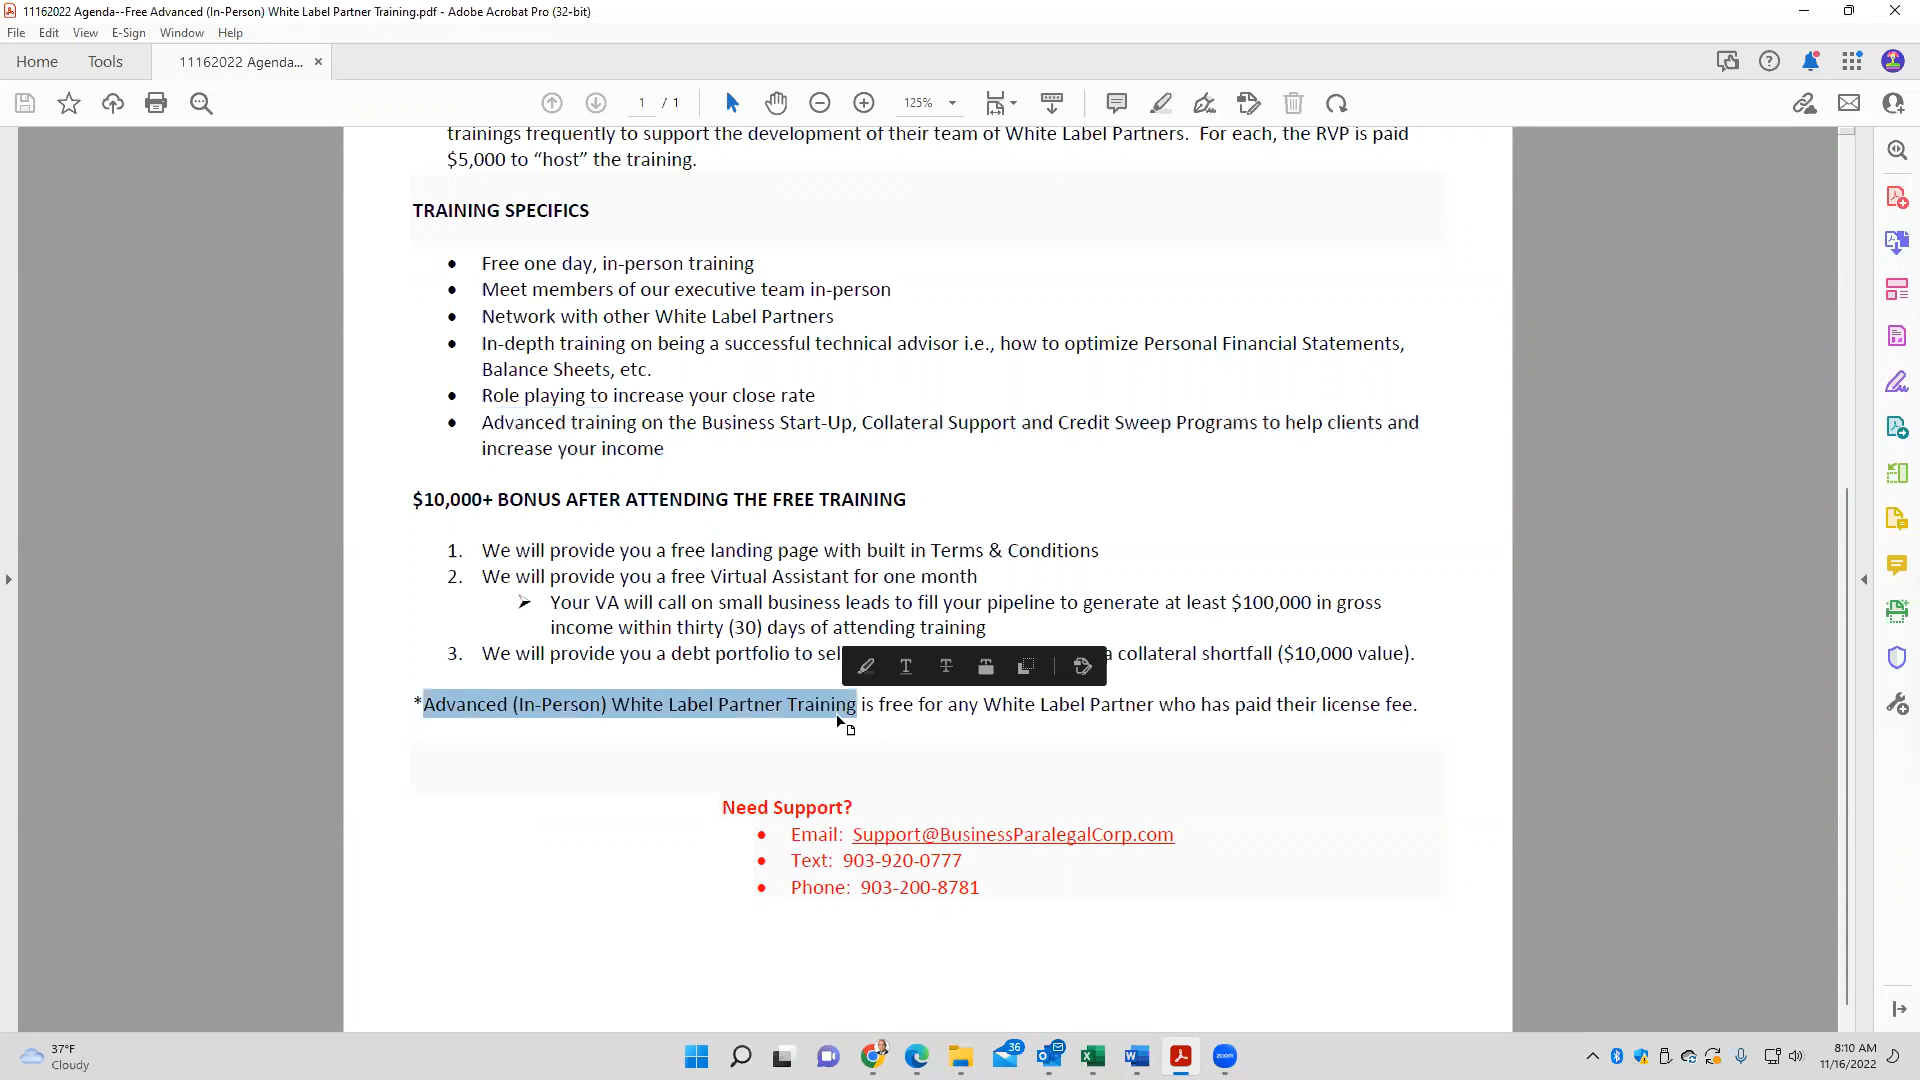 11162022 Agenda--Free Advanced (In-Person) White Label Partner Training.pdf - Adobe Acrobat Pro (32-bit)
File Edit View E-Sign Window Help
Home Tools 11162022 Agenda... ×
1 / 1 125%
trainings frequently to support the development of their team of White Label Partners. For each, the RVP is paid
$5,000 to “host” the training.
TRAINING SPECIFICS
• Free one day, in-person training
• Meet members of our executive team in-person
• Network with other White Label Partners
• In-depth training on being a successful technical advisor i.e., how to optimize Personal Financial Statements,
Balance Sheets, etc.
• Role playing to increase your close rate
• Advanced training on the Business Start-Up, Collateral Support and Credit Sweep Programs to help clients and
increase your income
$10,000+ BONUS AFTER ATTENDING THE FREE TRAINING
1. We will provide you a free landing page with built in Terms & Conditions
2. We will provide you a free Virtual Assistant for one month
➢ Your VA will call on small business leads to fill your pipeline to generate at least $100,000 in gross
income within thirty (30) days of attending training
3. We will provide you a debt portfolio to sel a collateral shortfall ($10,000 value).
*Advanced (In-Person) White Label Partner Training is free for any White Label Partner who has paid their license fee.
Need Support?
• Email: Support@BusinessParalegalCorp.com
• Text: 903-920-0777
• Phone: 903-200-8781
37°F
Cloudy
36
zoom
8:10 AM
11/16/2022